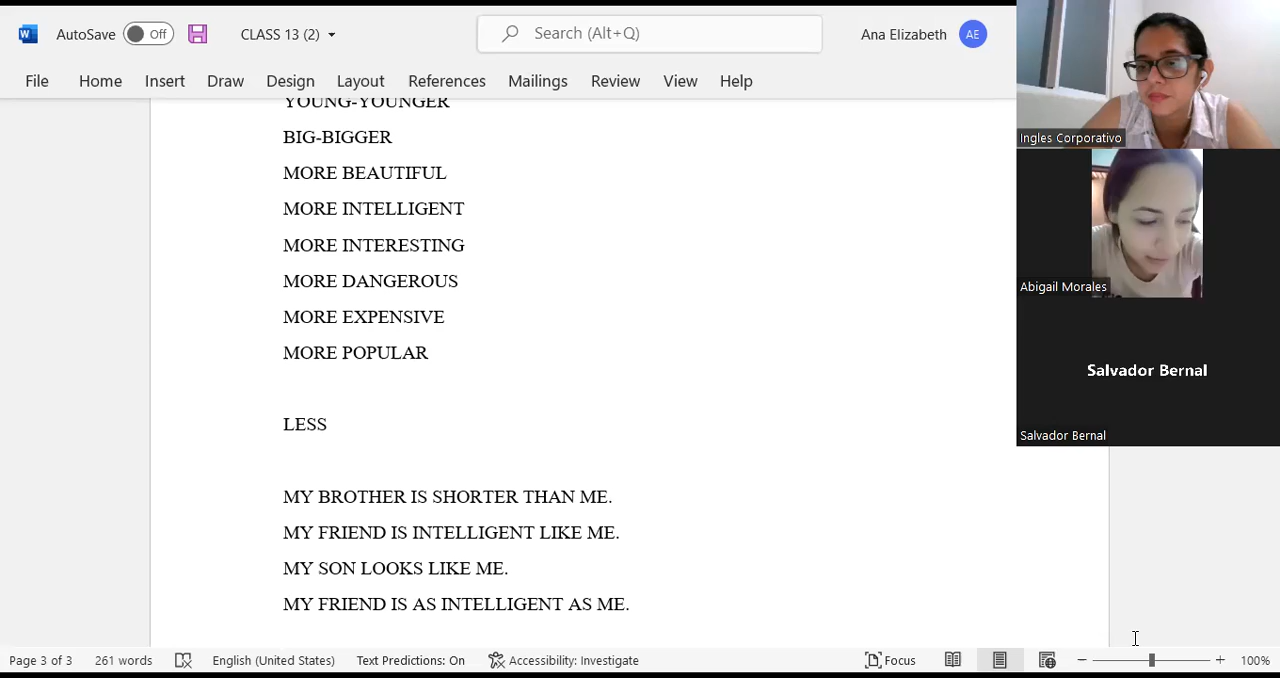 AutoSave Off CLASS 13 (2) Search (Alt+Q) Ana Elizabeth AE
File Home Insert Draw Design Layout References Mailings Review View Help
YOUNG-YOUNGER
BIG-BIGGER
MORE BEAUTIFUL
MORE INTELLIGENT
MORE INTERESTING
MORE DANGEROUS
MORE EXPENSIVE
MORE POPULAR
LESS
MY BROTHER IS SHORTER THAN ME.
MY FRIEND IS INTELLIGENT LIKE ME.
MY SON LOOKS LIKE ME.
MY FRIEND IS AS INTELLIGENT AS ME.
Ingles Corporativo
Abigail Morales
Salvador Bernal
Salvador Bernal
Page 3 of 3 261 words English (United States) Text Predictions: On Accessibility: Investigate Focus 100%